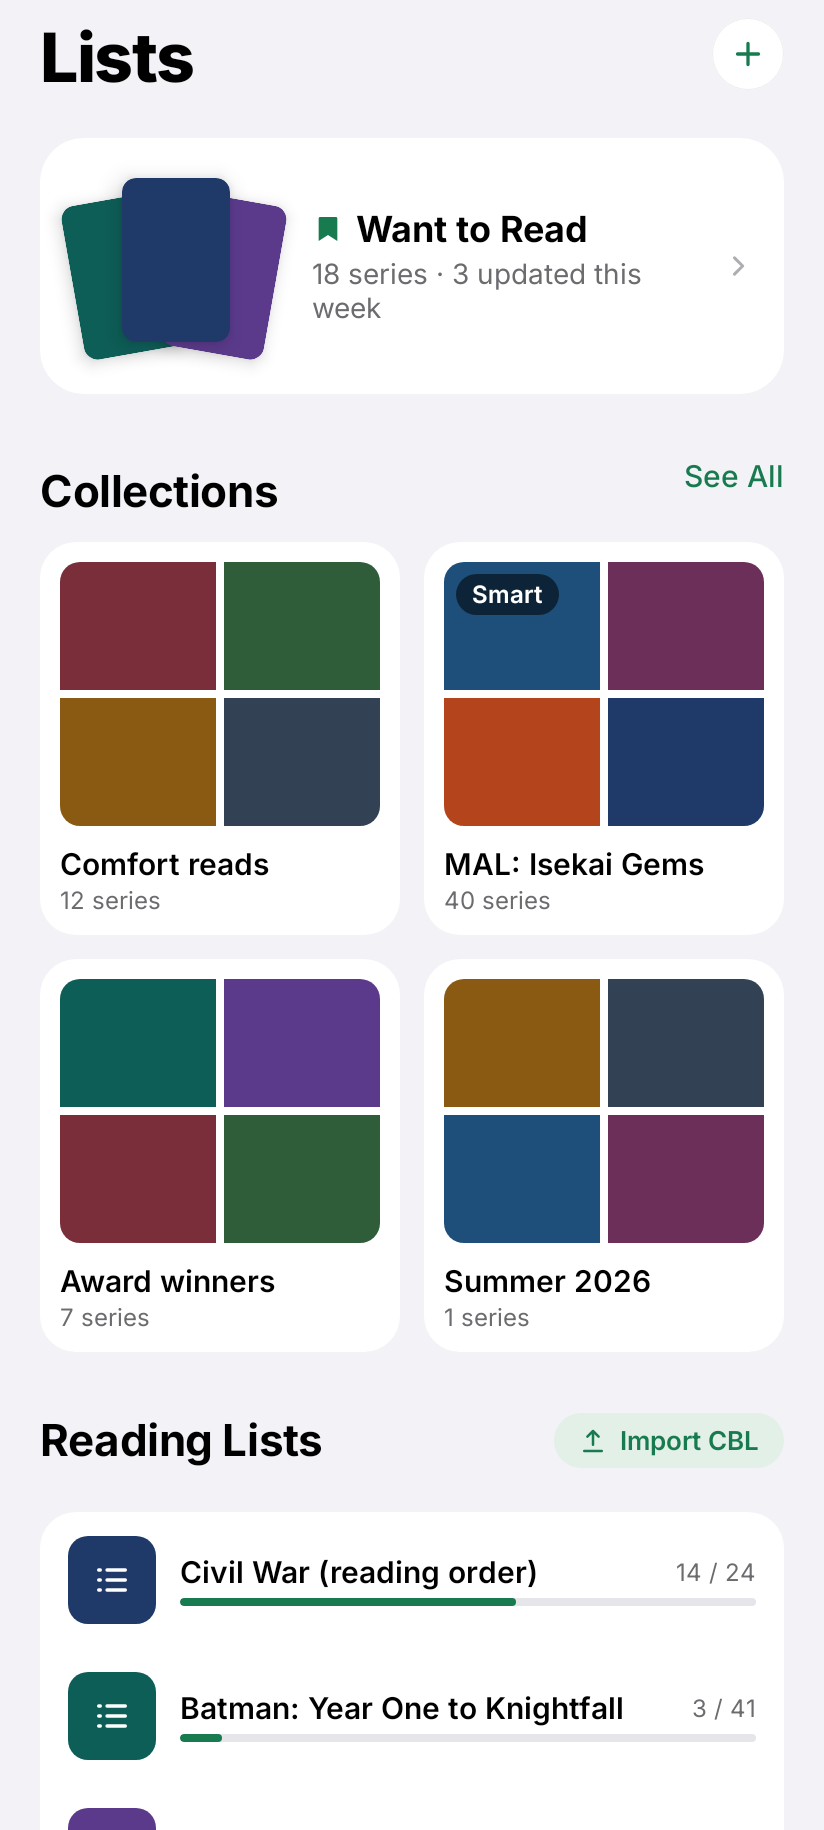 Lists
Want to Read
18 series · 3 updated this
week
Collections
See All
Smart
Comfort reads
12 series
MAL: Isekai Gems
40 series
Award winners
7 series
Summer 2026
1 series
Reading Lists
Import CBL
Civil War (reading order)
14 / 24
Batman: Year One to Knightfall
3 / 41